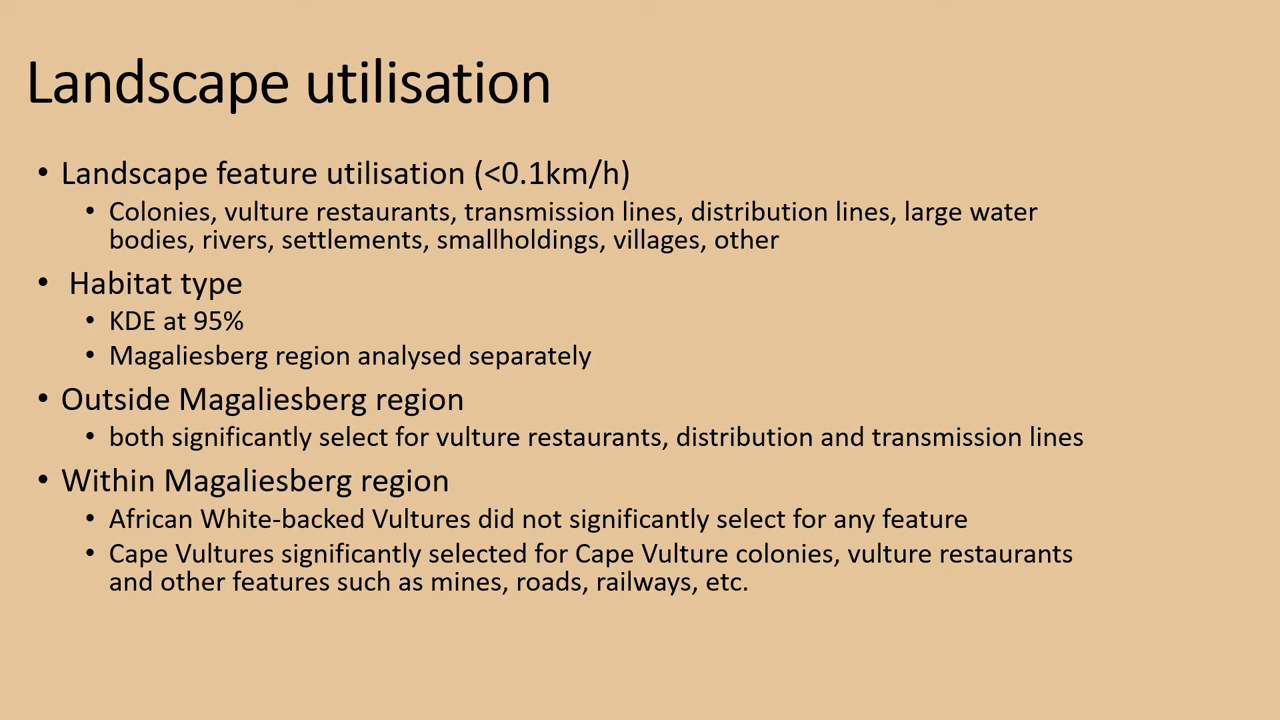 Landscape utilisation
• Landscape feature utilisation (<0.1km/h)
• Colonies, vulture restaurants, transmission lines, distribution lines, large water
bodies, rivers, settlements, smallholdings, villages, other
• Habitat type
• KDE at 95%
• Magaliesberg region analysed separately
• Outside Magaliesberg region
• both significantly select for vulture restaurants, distribution and transmission lines
• Within Magaliesberg region
• African White-backed Vultures did not significantly select for any feature
• Cape Vultures significantly selected for Cape Vulture colonies, vulture restaurants
and other features such as mines, roads, railways, etc.